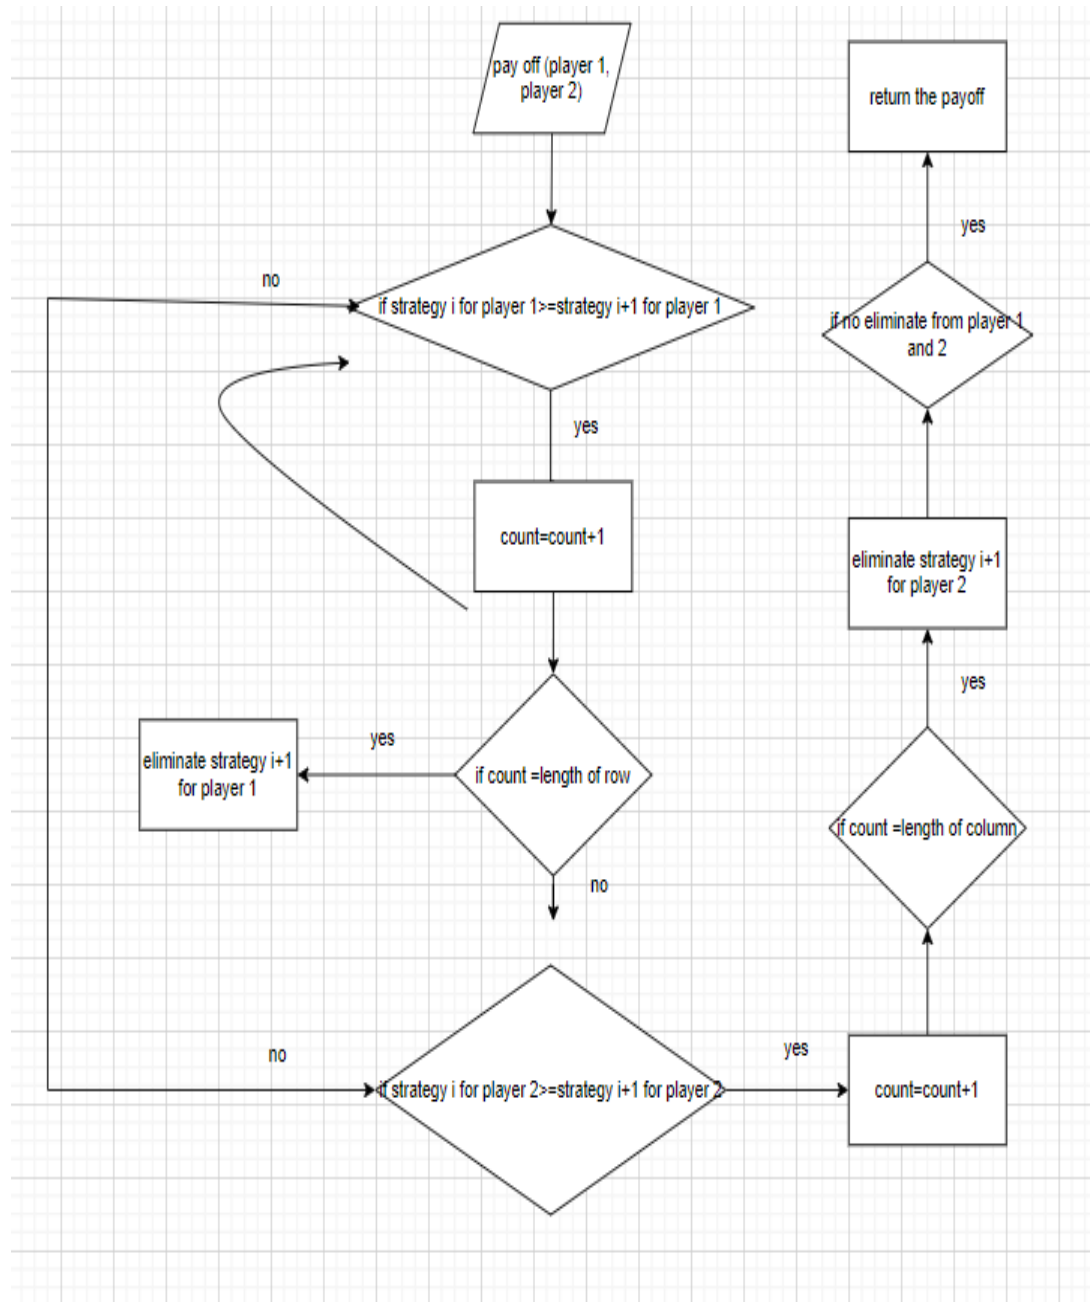 pay off (player 1,
player 2)
no
if strategy i for player 1>=strategy i+1 for player 1
yes
count=count+1
yes
eliminate strategy i+1
for player 1
if count =length of row
no
no
if strategy i for player 2>=strategy i+1 for player 2
yes
count=count+1
if count =length of column
yes
eliminate strategy i+1
for player 2
if no eliminate from player 1
and 2
yes
return the payoff